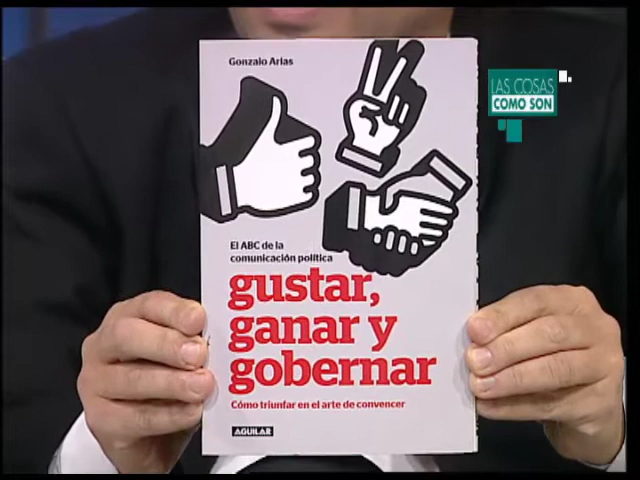 Gonzalo Arias
LAS COSAS
COMO SON
El ABC de la
comunicación política
gustar,
ganar y
gobernar
Cómo triunfar en el arte de convencer
AGUILAR